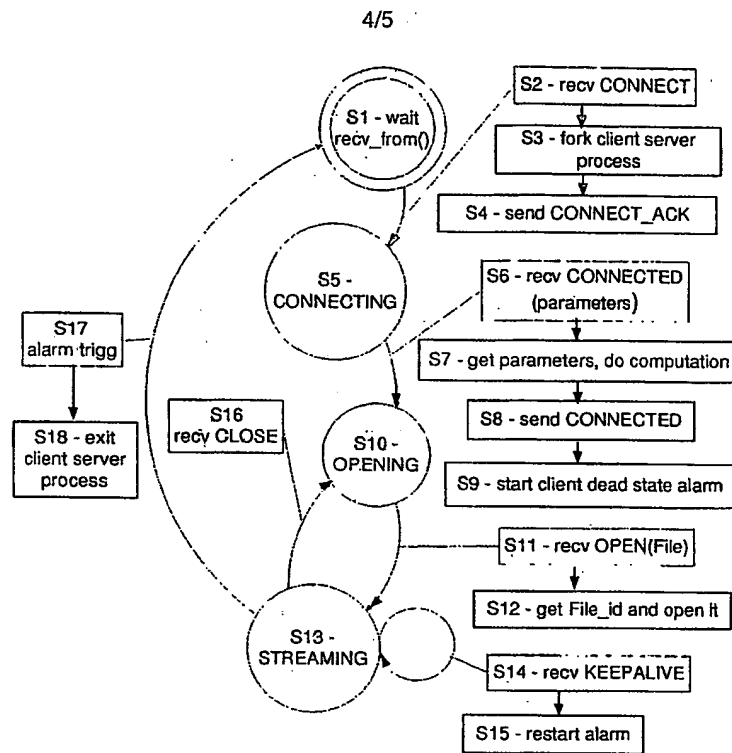 4/5
S1 - wait
recv_from()
S2 - recv CONNECT
S3 - fork client server
process
S4 - send CONNECT_ACK
S5 -
CONNECTING
S6 - recv CONNECTED
(parameters)
S7 - get parameters, do computation
S8 - send CONNECTED
S9 - start client dead state alarm
S10 -
OPENING
S11 - recv OPEN(File)
S12 - get File_id and open it
S13 -
STREAMING
S14 - recv KEEPALIVE
S15 - restart alarm
S16
recv CLOSE
S17
alarm trigg
S18 - exit
client server
process